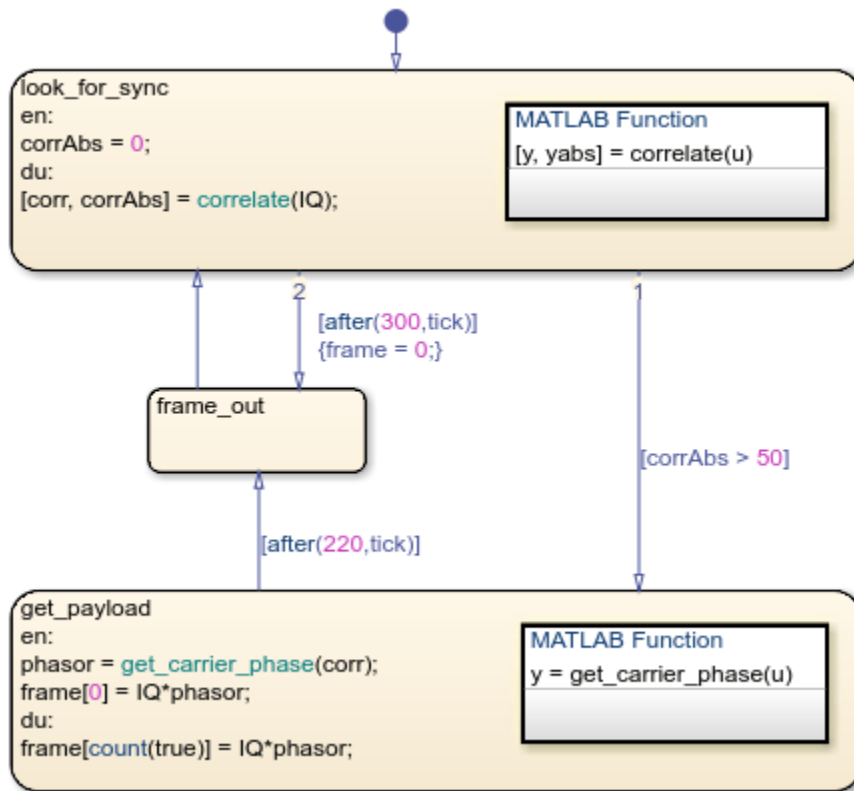 look_for_sync
en:
corrAbs = 0;
du:
[corr, corrAbs] = correlate(IQ);
MATLAB Function
[y, yabs] = correlate(u)
2
1
[after(300,tick)]
{frame = 0;}
frame_out
[corrAbs > 50]
[after(220,tick)]
get_payload
en:
phasor = get_carrier_phase(corr);
frame[0] = IQ*phasor;
du:
frame[count(true)] = IQ*phasor;
MATLAB Function
y = get_carrier_phase(u)